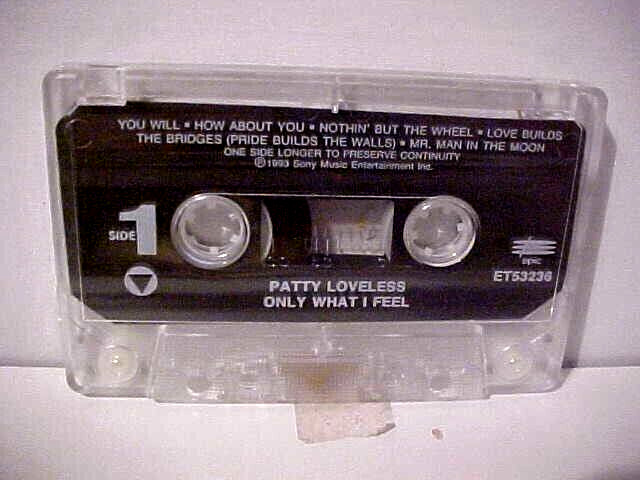 YOU WILL ▪ HOW ABOUT YOU ▪ NOTHIN' BUT THE WHEEL ▪ LOVE BUILDS
THE BRIDGES (PRIDE BUILDS THE WALLS) ▪ MR. MAN IN THE MOON
ONE SIDE LONGER TO PRESERVE CONTINUITY
℗1993 Sony Music Entertainment Inc.
SIDE 1
epic
ET53236
PATTY LOVELESS
ONLY WHAT I FEEL